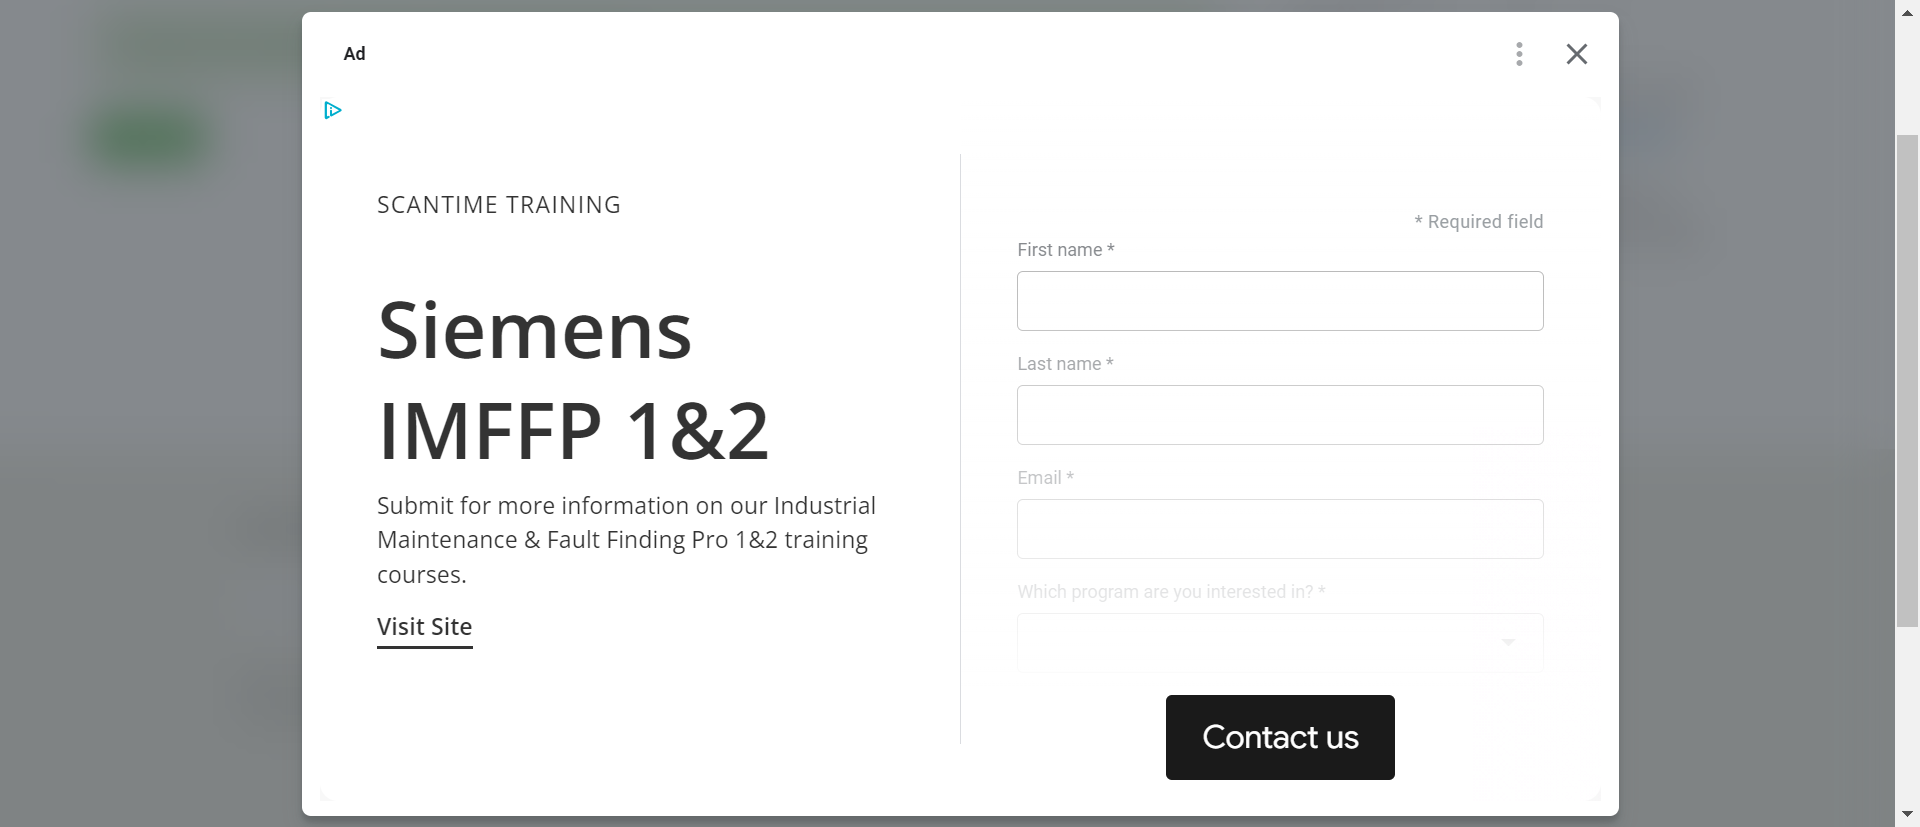 Ad
SCANTIME TRAINING
Siemens
IMFFP 1&2
Submit for more information on our Industrial
Maintenance & Fault Finding Pro 1&2 training
courses.
Visit Site
* Required field
First name *
Last name *
Email *
Which program are you interested in? *
Contact us